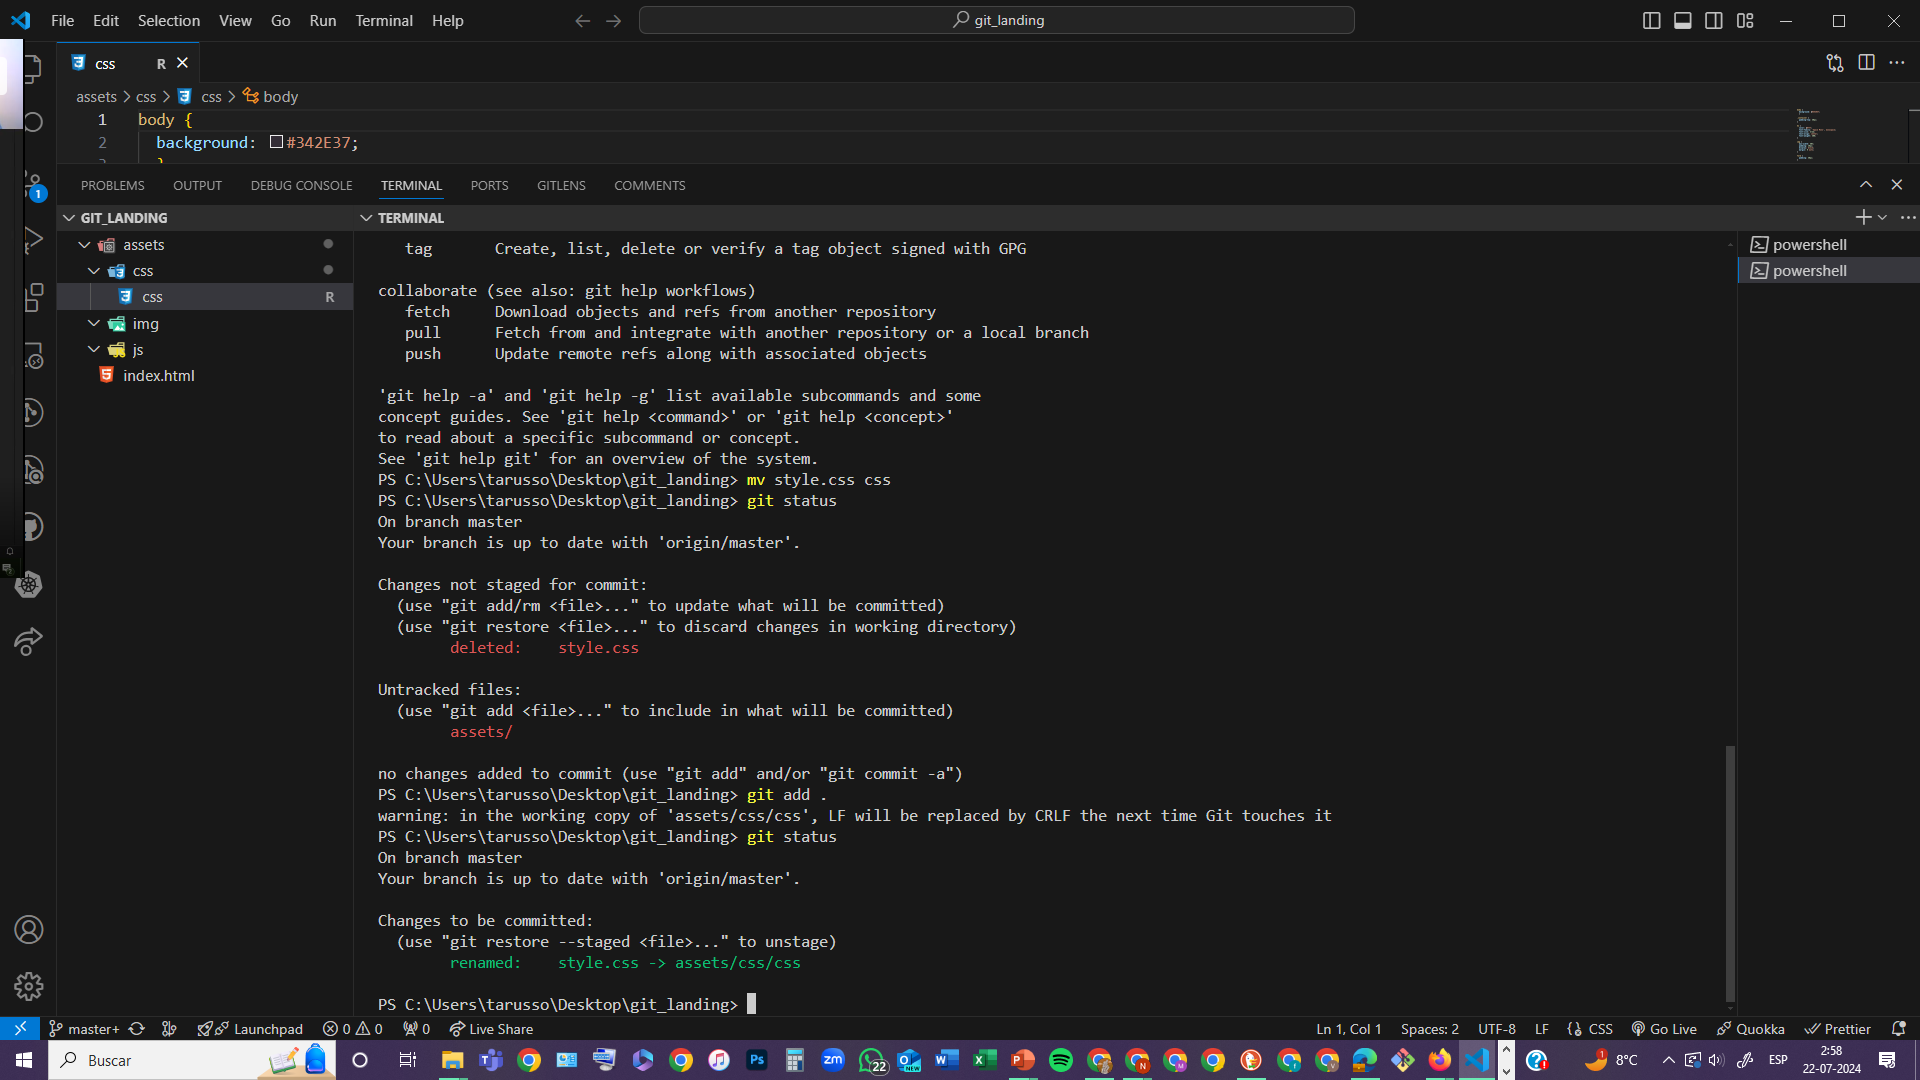 File Edit Selection View Go Run Terminal Help
git_landing
css R
assets > css > css > body
1 body {
2 background: #342E37;
3 }
PROBLEMS OUTPUT DEBUG CONSOLE TERMINAL PORTS GITLENS COMMENTS
GIT_LANDING
assets
css
css R
img
js
index.html
1
TERMINAL
tag Create, list, delete or verify a tag object signed with GPG
collaborate (see also: git help workflows)
fetch Download objects and refs from another repository
pull Fetch from and integrate with another repository or a local branch
push Update remote refs along with associated objects
'git help -a' and 'git help -g' list available subcommands and some
concept guides. See 'git help <command>' or 'git help <concept>'
to read about a specific subcommand or concept.
See 'git help git' for an overview of the system.
PS C:\Users\tarusso\Desktop\git_landing> mv style.css css
PS C:\Users\tarusso\Desktop\git_landing> git status
On branch master
Your branch is up to date with 'origin/master'.
Changes not staged for commit:
(use "git add/rm <file>..." to update what will be committed)
(use "git restore <file>..." to discard changes in working directory)
deleted: style.css
Untracked files:
(use "git add <file>..." to include in what will be committed)
assets/
no changes added to commit (use "git add" and/or "git commit -a")
PS C:\Users\tarusso\Desktop\git_landing> git add .
warning: in the working copy of 'assets/css/css', LF will be replaced by CRLF the next time Git touches it
PS C:\Users\tarusso\Desktop\git_landing> git status
On branch master
Your branch is up to date with 'origin/master'.
Changes to be committed:
(use "git restore --staged <file>..." to unstage)
renamed: style.css -> assets/css/css
PS C:\Users\tarusso\Desktop\git_landing>
powershell
powershell
master+ Launchpad 0 0 0 Live Share
Ln 1, Col 1 Spaces: 2 UTF-8 LF {} CSS Go Live Quokka Prettier
Buscar
Ps zm 22 NEW
8°C ESP 2:58
22-07-2024